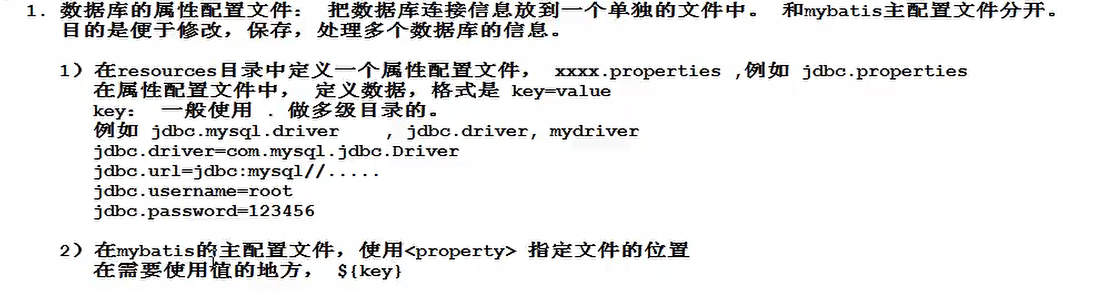 1. 数据库的属性配置文件： 把数据库连接信息放到一个单独的文件中。 和mybatis主配置文件分开。
目的是便于修改，保存，处理多个数据库的信息。
1）在resources目录中定义一个属性配置文件， xxxx.properties ,例如 jdbc.properties
在属性配置文件中， 定义数据，格式是 key=value
key： 一般使用 . 做多级目录的。
例如 jdbc.mysql.driver , jdbc.driver, mydriver
jdbc.driver=com.mysql.jdbc.Driver
jdbc.url=jdbc:mysql//.....
jdbc.username=root
jdbc.password=123456
2）在mybatis的主配置文件，使用<property> 指定文件的位置
在需要使用值的地方， ${key}